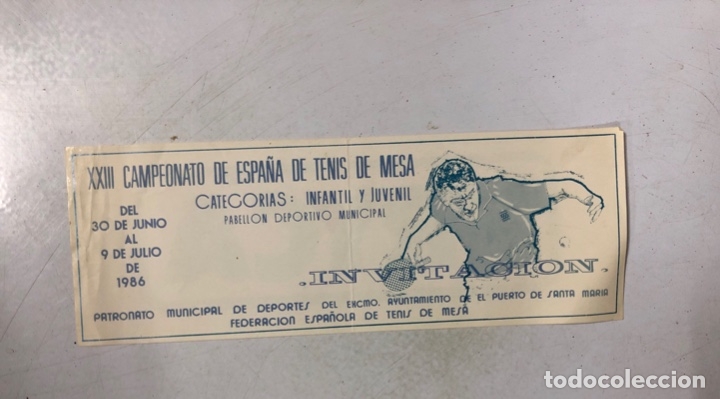 XXIII CAMPEONATO DE ESPAÑA DE TENIS DE MESA
CATEGORIAS: INFANTIL Y JUVENIL
PABELLON DEPORTIVO MUNICIPAL
DEL
30 DE JUNIO
AL
9 DE JULIO
DE
1986
.INVITACION.
PATRONATO MUNICIPAL DE DEPORTES DEL EXCMO. AYUNTAMIENTO DE EL PUERTO DE SANTA MARIA
FEDERACION ESPAÑOLA DE TENIS DE MESA
todocoleccion.net